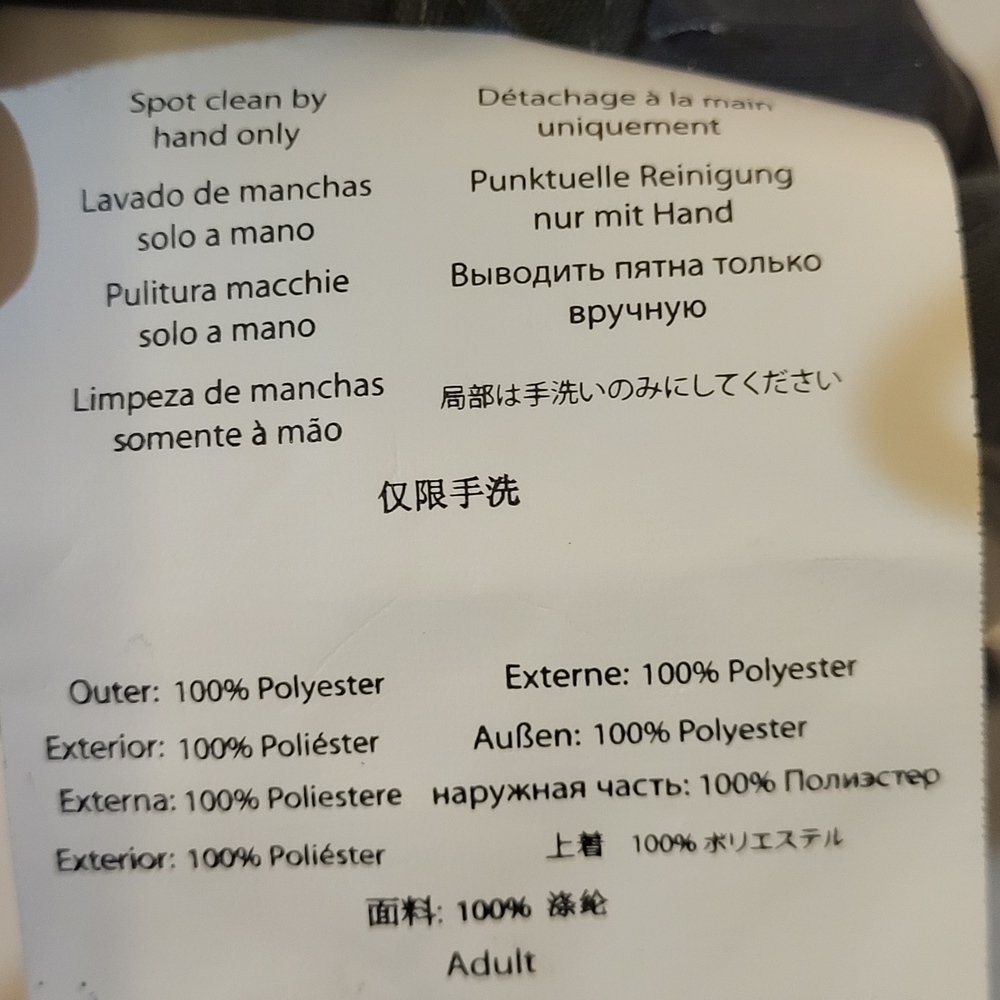 Spot clean by
hand only
Détachage à la main
uniquement
Lavado de manchas
solo a mano
Punktuelle Reinigung
nur mit Hand
Pulitura macchie
solo a mano
Выводить пятна только
вручную
Limpeza de manchas
somente à mão
局部は手洗いのみにしてください
仅限手洗
Outer: 100% Polyester
Externe: 100% Polyester
Exterior: 100% Poliéster
Außen: 100% Polyester
Externa: 100% Poliestere
наружная часть: 100% Полиэстер
Exterior: 100% Poliéster
上着 100% ポリエステル
面料: 100% 涤纶
Adult